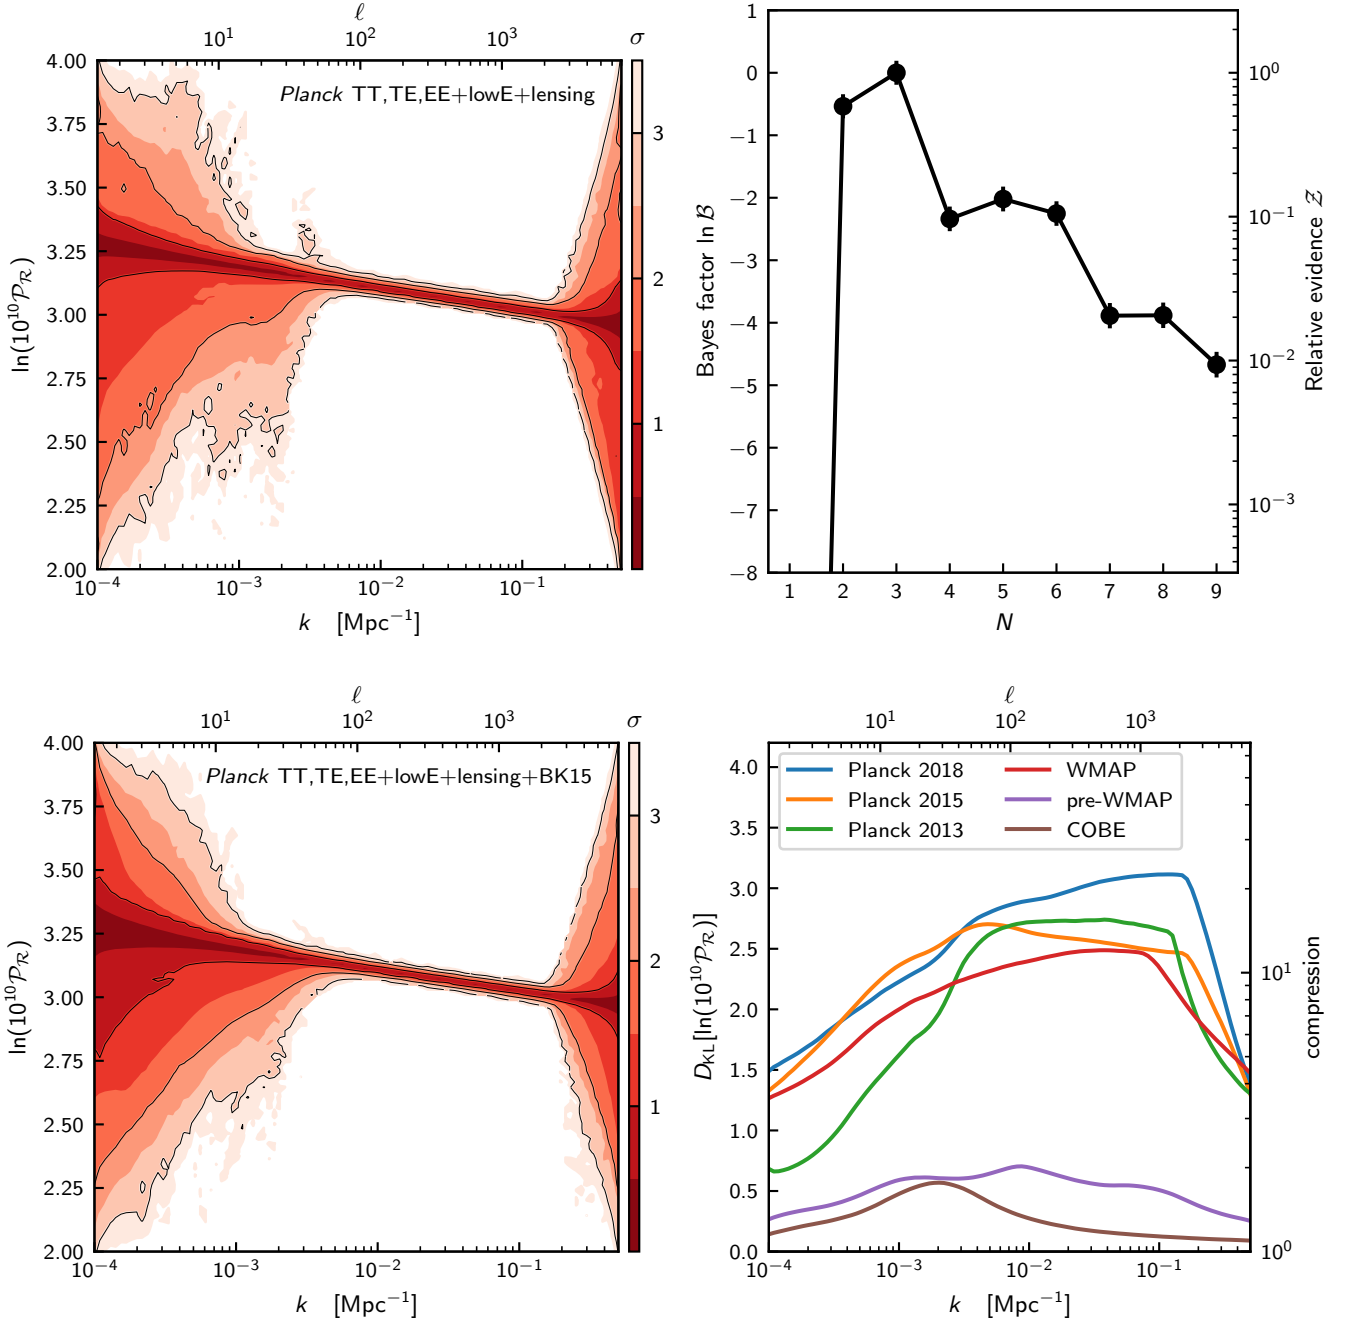 ℓ
10¹ 10² 10³
σ
Planck TT,TE,EE+lowE+lensing
4.00
3.75
3.50
3.25
3.00
2.75
2.50
2.25
2.00
ln(10¹⁰𝒫_ℛ)
3
2
1
10⁻⁴ 10⁻³ 10⁻² 10⁻¹
k [Mpc⁻¹]
1
0
−1
−2
−3
−4
−5
−6
−7
−8
Bayes factor ln ℬ
10⁰
10⁻¹
10⁻²
10⁻³
Relative evidence 𝒵
1 2 3 4 5 6 7 8 9
N
ℓ
10¹ 10² 10³
σ
Planck TT,TE,EE+lowE+lensing+BK15
4.00
3.75
3.50
3.25
3.00
2.75
2.50
2.25
2.00
ln(10¹⁰𝒫_ℛ)
3
2
1
10⁻⁴ 10⁻³ 10⁻² 10⁻¹
k [Mpc⁻¹]
ℓ
10¹ 10² 10³
Planck 2018 WMAP
Planck 2015 pre-WMAP
Planck 2013 COBE
4.0
3.5
3.0
2.5
2.0
1.5
1.0
0.5
0.0
D_KL[ln(10¹⁰𝒫_ℛ)]
10¹
10⁰
compression
10⁻⁴ 10⁻³ 10⁻² 10⁻¹
k [Mpc⁻¹]